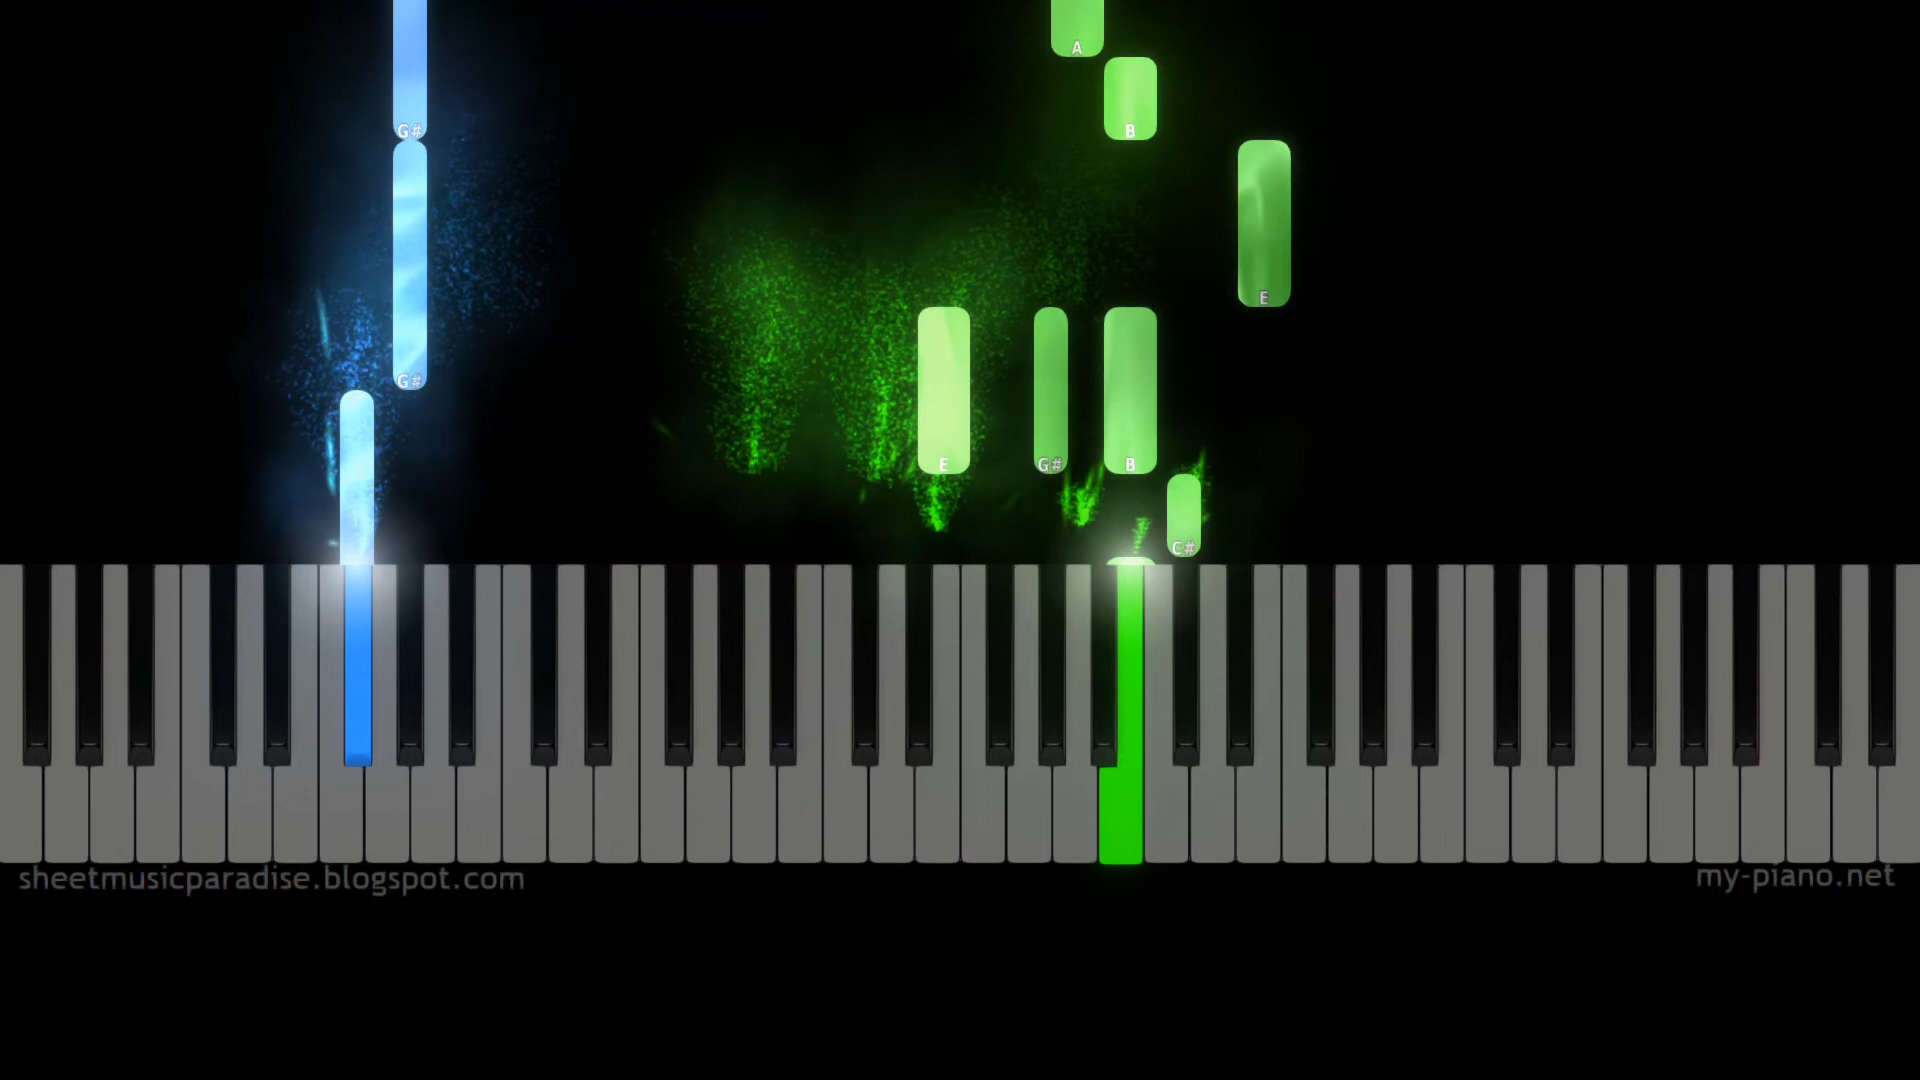 A
G#
B
E
G#
E
G#
B
C#
sheetmusicparadise.blogspot.com
my-piano.net